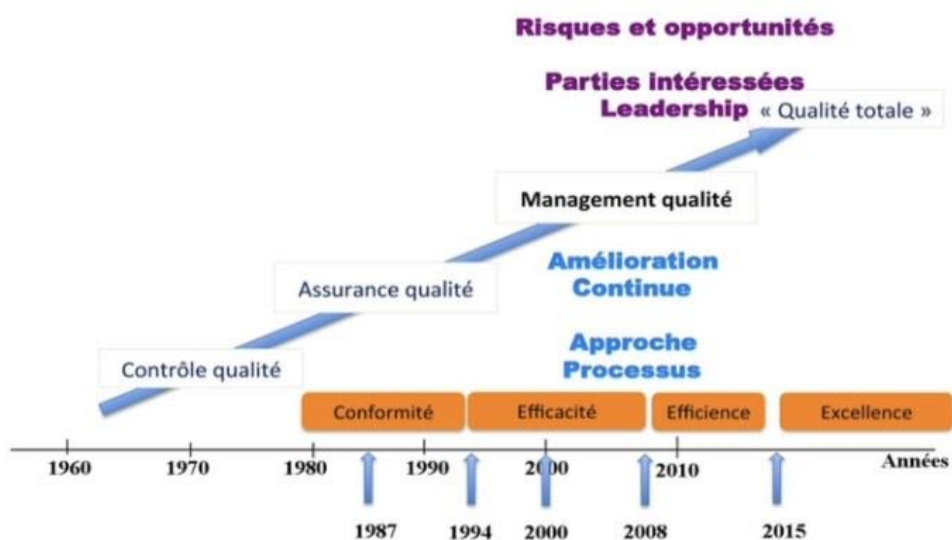 Risques et opportunités
Parties intéressées
Leadership
« Qualité totale »
Management qualité
Amélioration
Continue
Assurance qualité
Approche
Processus
Contrôle qualité
Conformité
Efficacité
Efficience
Excellence
1960
1970
1980
1990
2000
2010
Années
1987
1994
2000
2008
2015